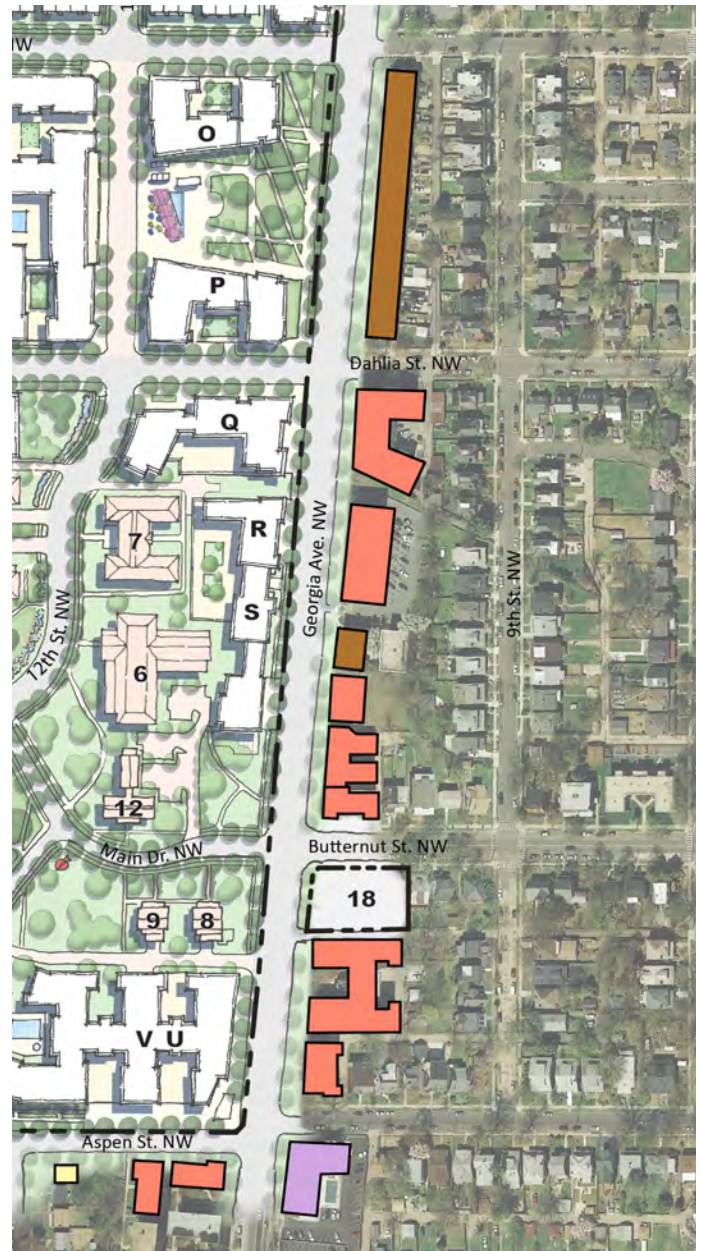 NW
O
P
Dahlia St. NW
Q
R
7
Georgia Ave. NW
S
9th St. NW
12th St. NW
6
12
Main Dr. NW
Butternut St. NW
18
9
8
V U
Aspen St. NW